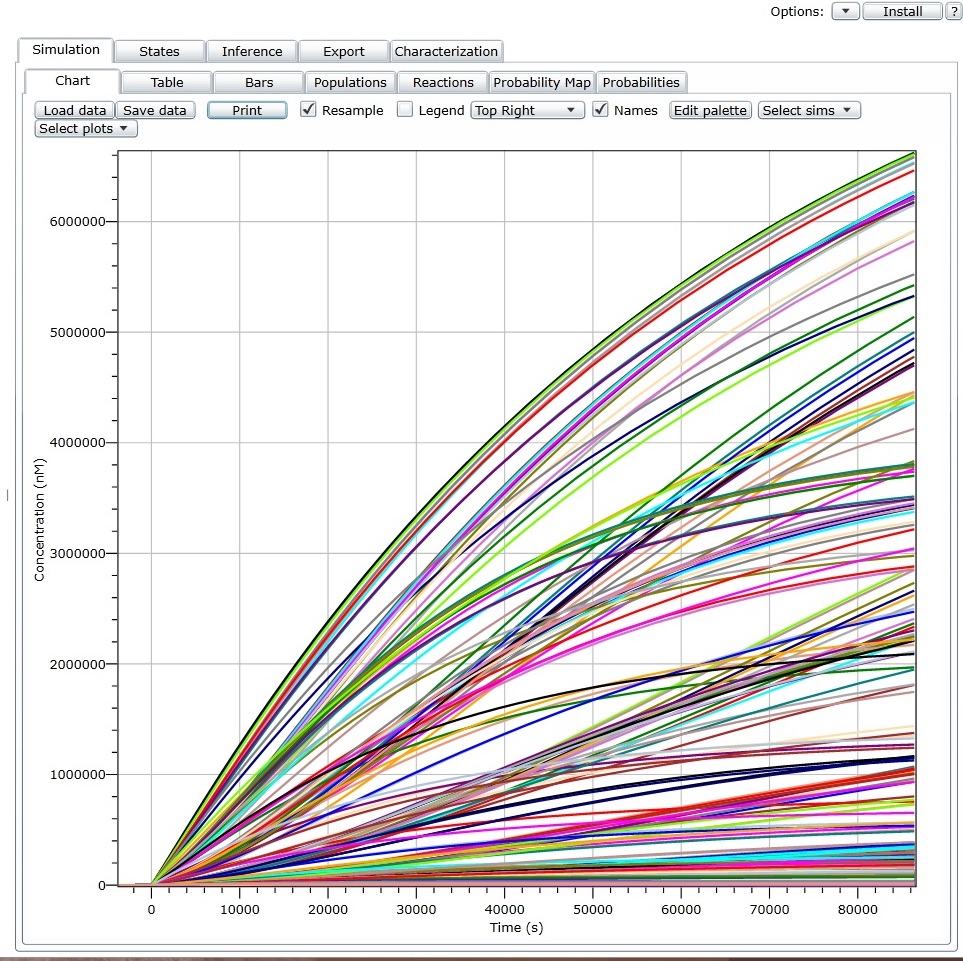 Options: Install ?
Simulation States Inference Export Characterization
Chart Table Bars Populations Reactions Probability Map Probabilities
Load data Save data Print Resample Legend Top Right Names Edit palette Select sims
Select plots
6000000
5000000
4000000
3000000
2000000
1000000
0
Concentration (nM)
0 10000 20000 30000 40000 50000 60000 70000 80000
Time (s)